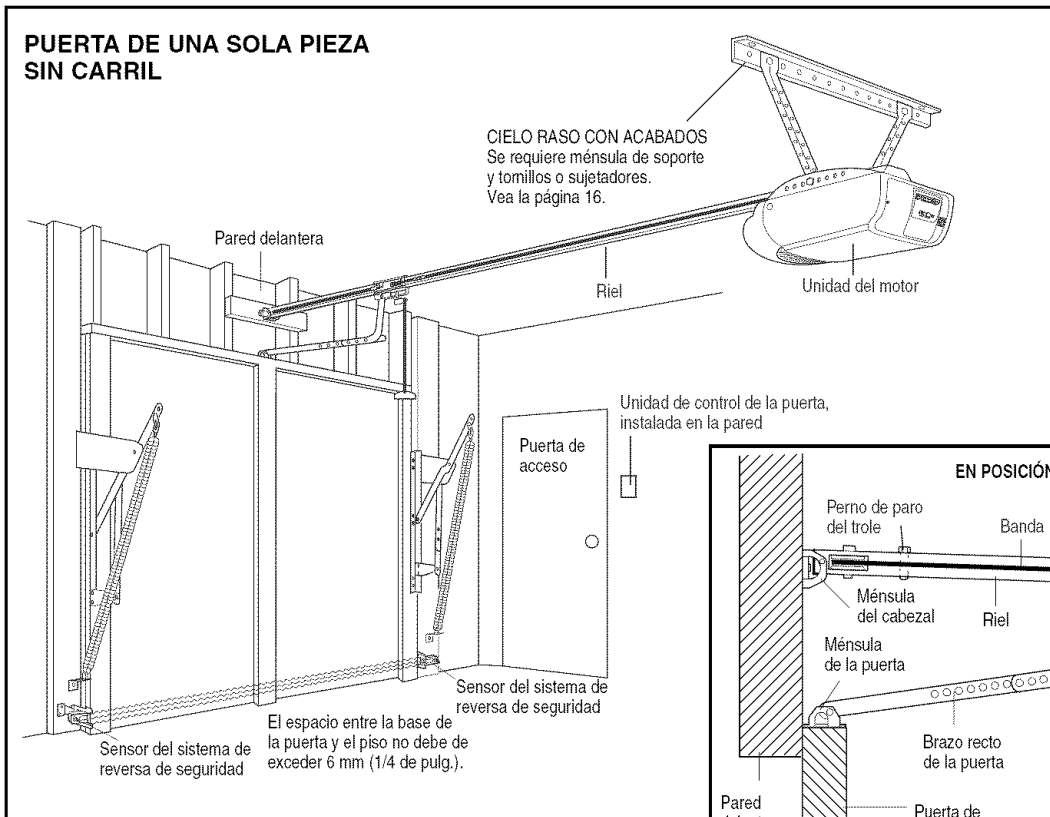 PUERTA DE UNA SOLA PIEZA
SIN CARRIL
CIELO RASO CON ACABADOS
Se requiere ménsula de soporte
y tornillos o sujetadores.
Vea la página 16.
Pared delantera
Riel
Unidad del motor
Unidad de control de la puerta,
instalada en la pared
Puerta de
acceso
Sensor del sistema de
reversa de seguridad
El espacio entre la base de
la puerta y el piso no debe de
exceder 6 mm (1/4 de pulg.).
Sensor del sistema de
reversa de seguridad
EN POSICIÓN
Perno de paro
del trole
Banda
Ménsula
del cabezal
Riel
Ménsula
de la puerta
Brazo recto
de la puerta
Pared
Puerta de